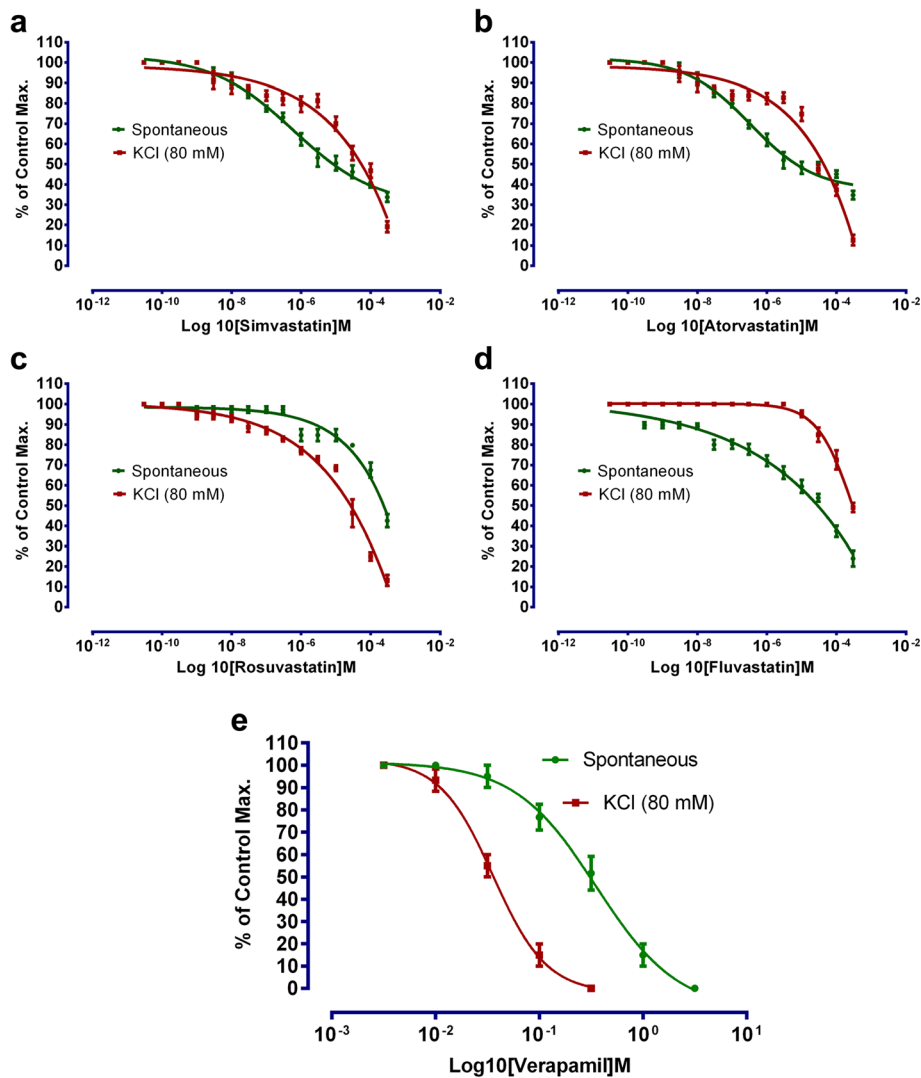 a
110
100
90
80
70
60
50
40
30
20
10
0
% of Control Max.
Spontaneous
KCl (80 mM)
10-12 10-10 10-8 10-6 10-4 10-2
Log 10[Simvastatin]M
b
110
100
90
80
70
60
50
40
30
20
10
0
% of Control Max.
Spontaneous
KCl (80 mM)
10-12 10-10 10-8 10-6 10-4 10-2
Log 10[Atorvastatin]M
c
110
100
90
80
70
60
50
40
30
20
10
0
% of Control Max.
Spontaneous
KCl (80 mM)
10-12 10-10 10-8 10-6 10-4 10-2
Log 10[Rosuvastatin]M
d
110
100
90
80
70
60
50
40
30
20
10
0
% of Control Max.
Spontaneous
KCl (80 mM)
10-12 10-10 10-8 10-6 10-4 10-2
Log 10[Fluvastatin]M
e
110
100
90
80
70
60
50
40
30
20
10
0
% of Control Max.
Spontaneous
KCl (80 mM)
10-3 10-2 10-1 100 101
Log10[Verapamil]M